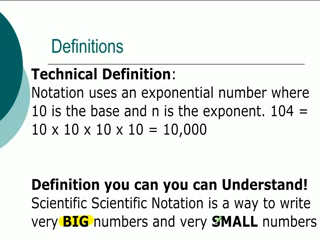 Definitions
Technical Definition:
Notation uses an exponential number where
10 is the base and n is the exponent. 104 =
10 x 10 x 10 x 10 = 10,000
Definition you can you can Understand!
Scientific Scientific Notation is a way to write
very BIG numbers and very SMALL numbers